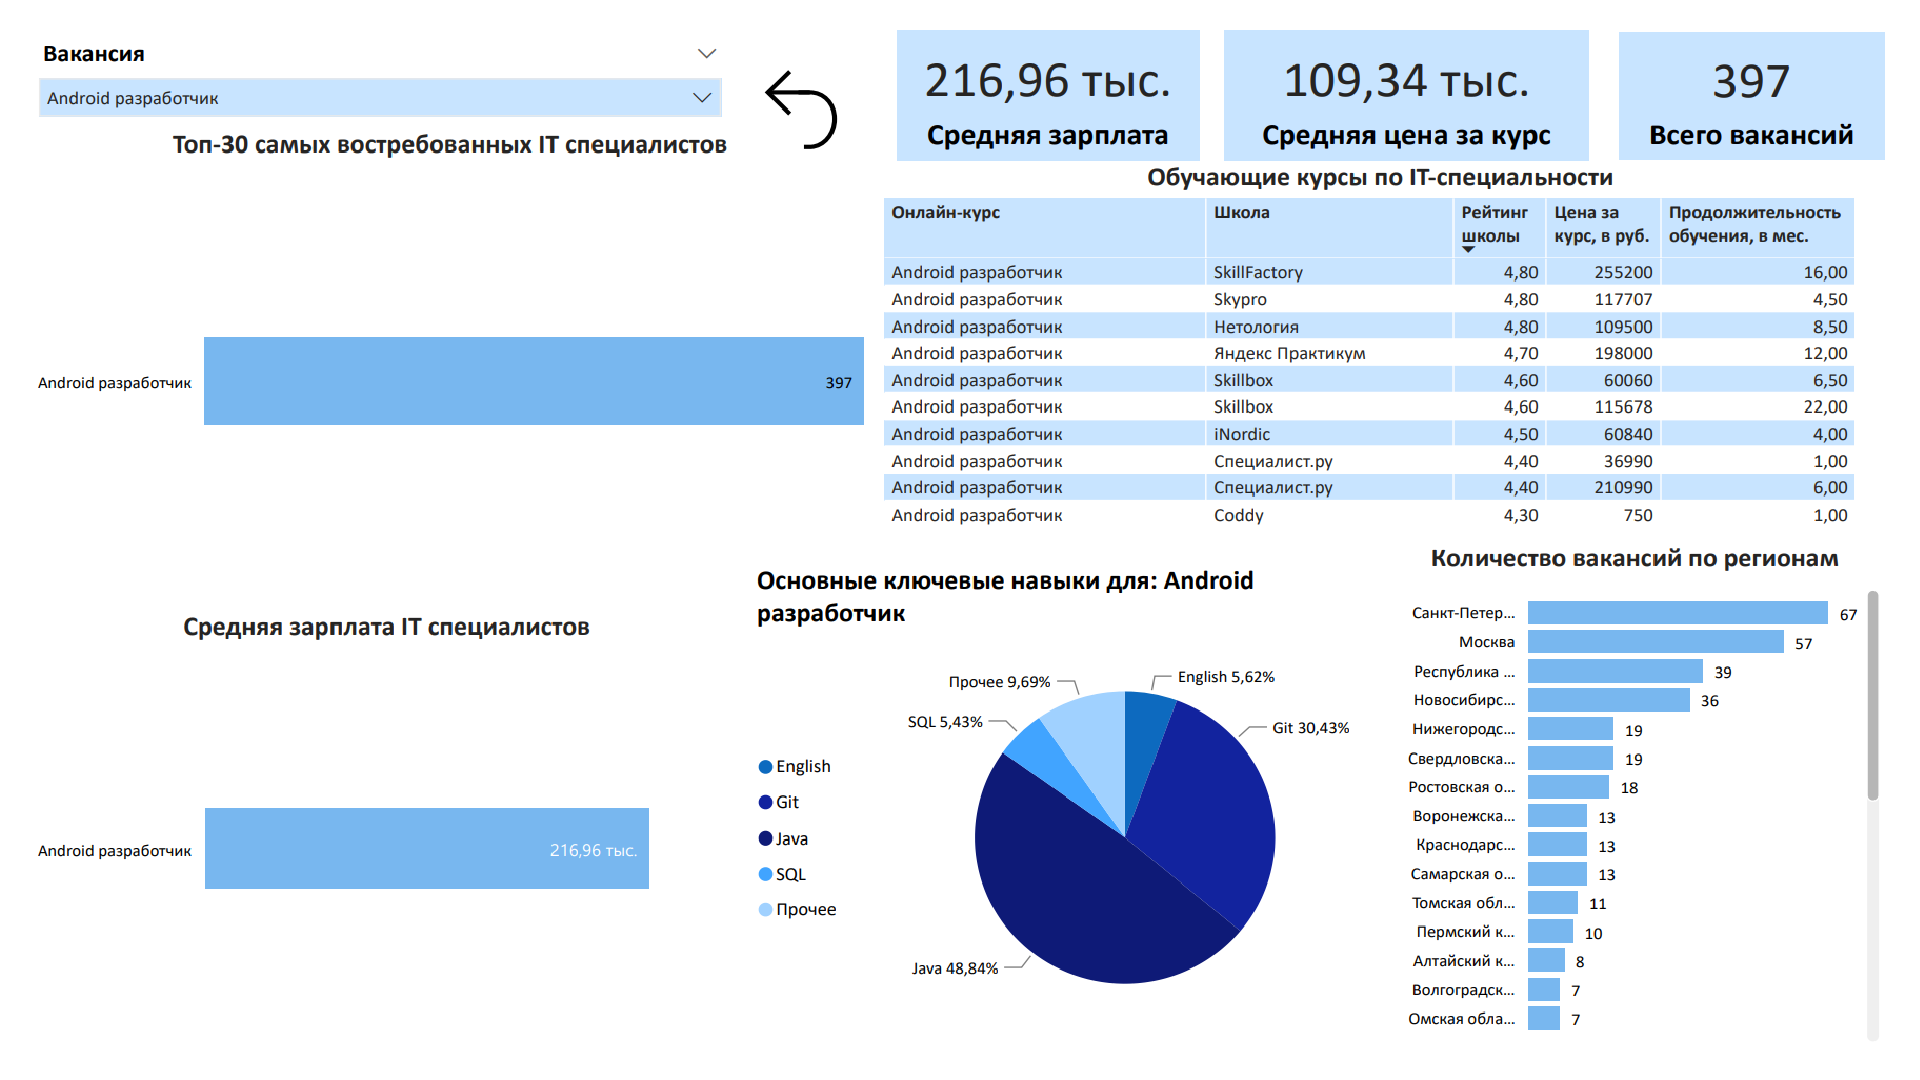 Вакансия
Android разработчик
Топ-30 самых востребованных IT специалистов
Android разработчик
397
216,96 тыс.
Средняя зарплата
109,34 тыс.
Средняя цена за курс
397
Всего вакансий
Обучающие курсы по IT-специальности
Онлайн-курс Школа Рейтинг школы Цена за курс, в руб. Продолжительность обучения, в мес.
Android разработчик SkillFactory 4,80 255200 16,00
Android разработчик Skypro 4,80 117707 4,50
Android разработчик Нетология 4,80 109500 8,50
Android разработчик Яндекс Практикум 4,70 198000 12,00
Android разработчик Skillbox 4,60 60060 6,50
Android разработчик Skillbox 4,60 115678 22,00
Android разработчик iNordic 4,50 60840 4,00
Android разработчик Специалист.ру 4,40 36990 1,00
Android разработчик Специалист.ру 4,40 210990 6,00
Android разработчик Coddy 4,30 750 1,00
Средняя зарплата IT специалистов
Android разработчик
216,96 тыс.
Основные ключевые навыки для: Android
разработчик
English
Git
Java
SQL
Прочее
Прочее 9,69%
English 5,62%
SQL 5,43%
Git 30,43%
Java 48,84%
Количество вакансий по регионам
Санкт-Петер... 67
Москва 57
Республика ... 39
Новосибирс... 36
Нижегородс... 19
Свердловска... 19
Ростовская о... 18
Воронежска... 13
Краснодарс... 13
Самарская о... 13
Томская обл... 11
Пермский к... 10
Алтайский к... 8
Волгоградск... 7
Омская обла... 7